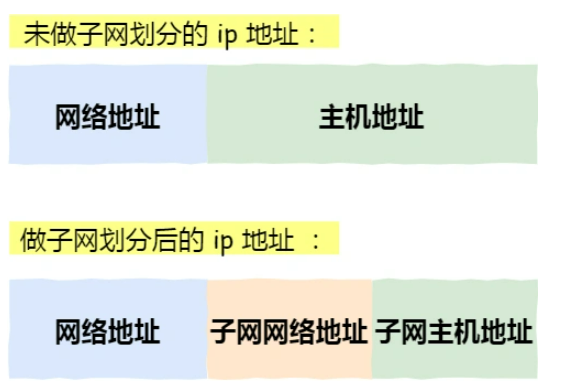 未做子网划分的 ip 地址：
网络地址 主机地址
做子网划分后的 ip 地址 ：
网络地址 子网网络地址 子网主机地址